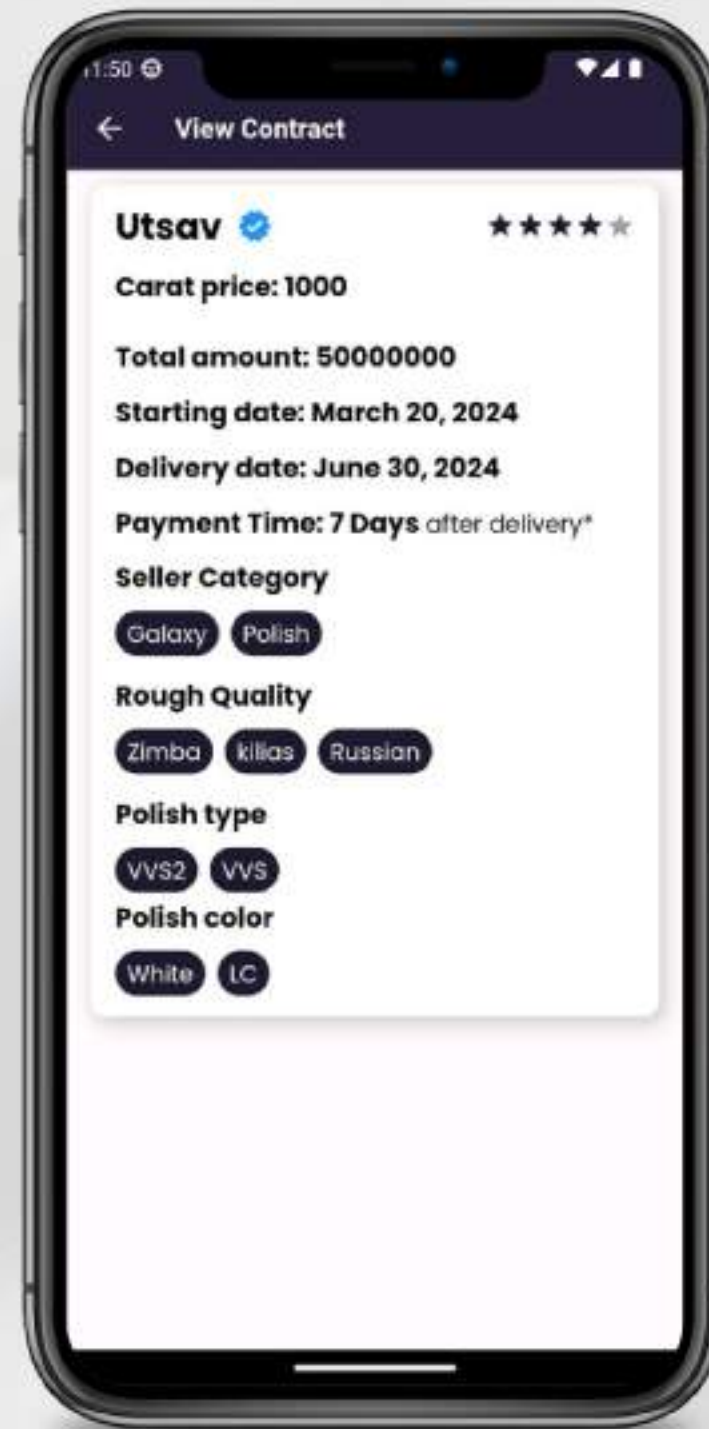 11:50
View Contract
Utsav
Carat price: 1000
Total amount: 50000000
Starting date: March 20, 2024
Delivery date: June 30, 2024
Payment Time: 7 Days after delivery*
Seller Category
Galaxy Polish
Rough Quality
Zimba kilias Russian
Polish type
VVS2 VVS
Polish color
White LC